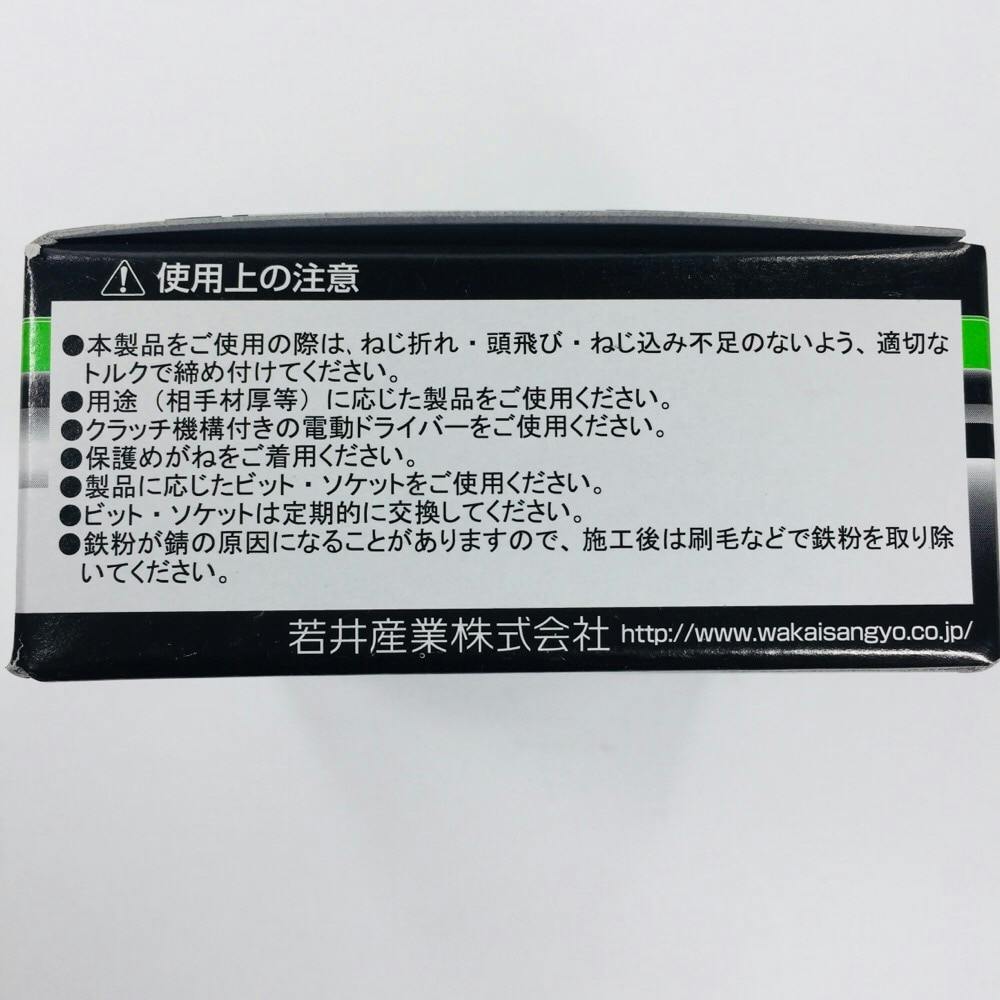 使用上の注意
●本製品をご使用の際は、ねじ折れ・頭飛び・ねじ込み不足のないよう、適切な
トルクで締め付けてください。
●用途（相手材厚等）に応じた製品をご使用ください。
●クラッチ機構付きの電動ドライバーをご使用ください。
●保護めがねをご着用ください。
●製品に応じたビット・ソケットをご使用ください。
●ビット・ソケットは定期的に交換してください。
●鉄粉が錆の原因になることがありますので、施工後は刷毛などで鉄粉を取り除
いてください。
若井産業株式会社 http://www.wakaisangyo.co.jp/